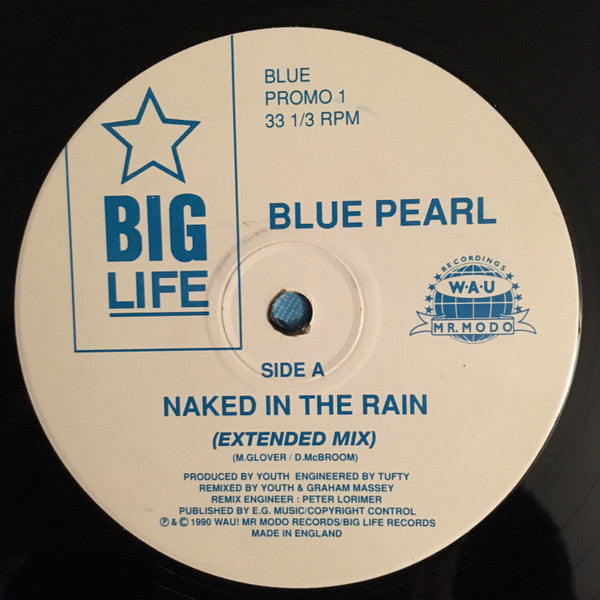 BLUE
PROMO 1
33 1/3 RPM
BIG
LIFE
BLUE PEARL
RECORDINGS
W·A·U
MR.MODO
SIDE A
NAKED IN THE RAIN
(EXTENDED MIX)
(M.GLOVER / D.McBROOM)
PRODUCED BY YOUTH ENGINEERED BY TUFTY
REMIXED BY YOUTH & GRAHAM MASSEY
REMIX ENGINEER : PETER LORIMER
PUBLISHED BY E.G. MUSIC/COPYRIGHT CONTROL
℗ & © 1990 WAU! MR MODO RECORDS/BIG LIFE RECORDS
MADE IN ENGLAND